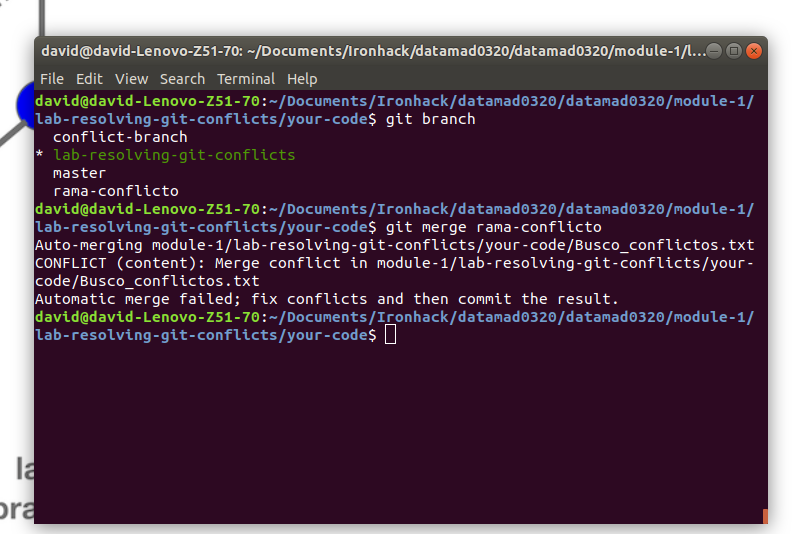 david@david-Lenovo-Z51-70: ~/Documents/Ironhack/datamad0320/datamad0320/module-1/l...
File Edit View Search Terminal Help
david@david-Lenovo-Z51-70:~/Documents/Ironhack/datamad0320/datamad0320/module-1/
lab-resolving-git-conflicts/your-code$ git branch
conflict-branch
* lab-resolving-git-conflicts
master
rama-conflicto
david@david-Lenovo-Z51-70:~/Documents/Ironhack/datamad0320/datamad0320/module-1/
lab-resolving-git-conflicts/your-code$ git merge rama-conflicto
Auto-merging module-1/lab-resolving-git-conflicts/your-code/Busco_conflictos.txt
CONFLICT (content): Merge conflict in module-1/lab-resolving-git-conflicts/your-
code/Busco_conflictos.txt
Automatic merge failed; fix conflicts and then commit the result.
david@david-Lenovo-Z51-70:~/Documents/Ironhack/datamad0320/datamad0320/module-1/
lab-resolving-git-conflicts/your-code$